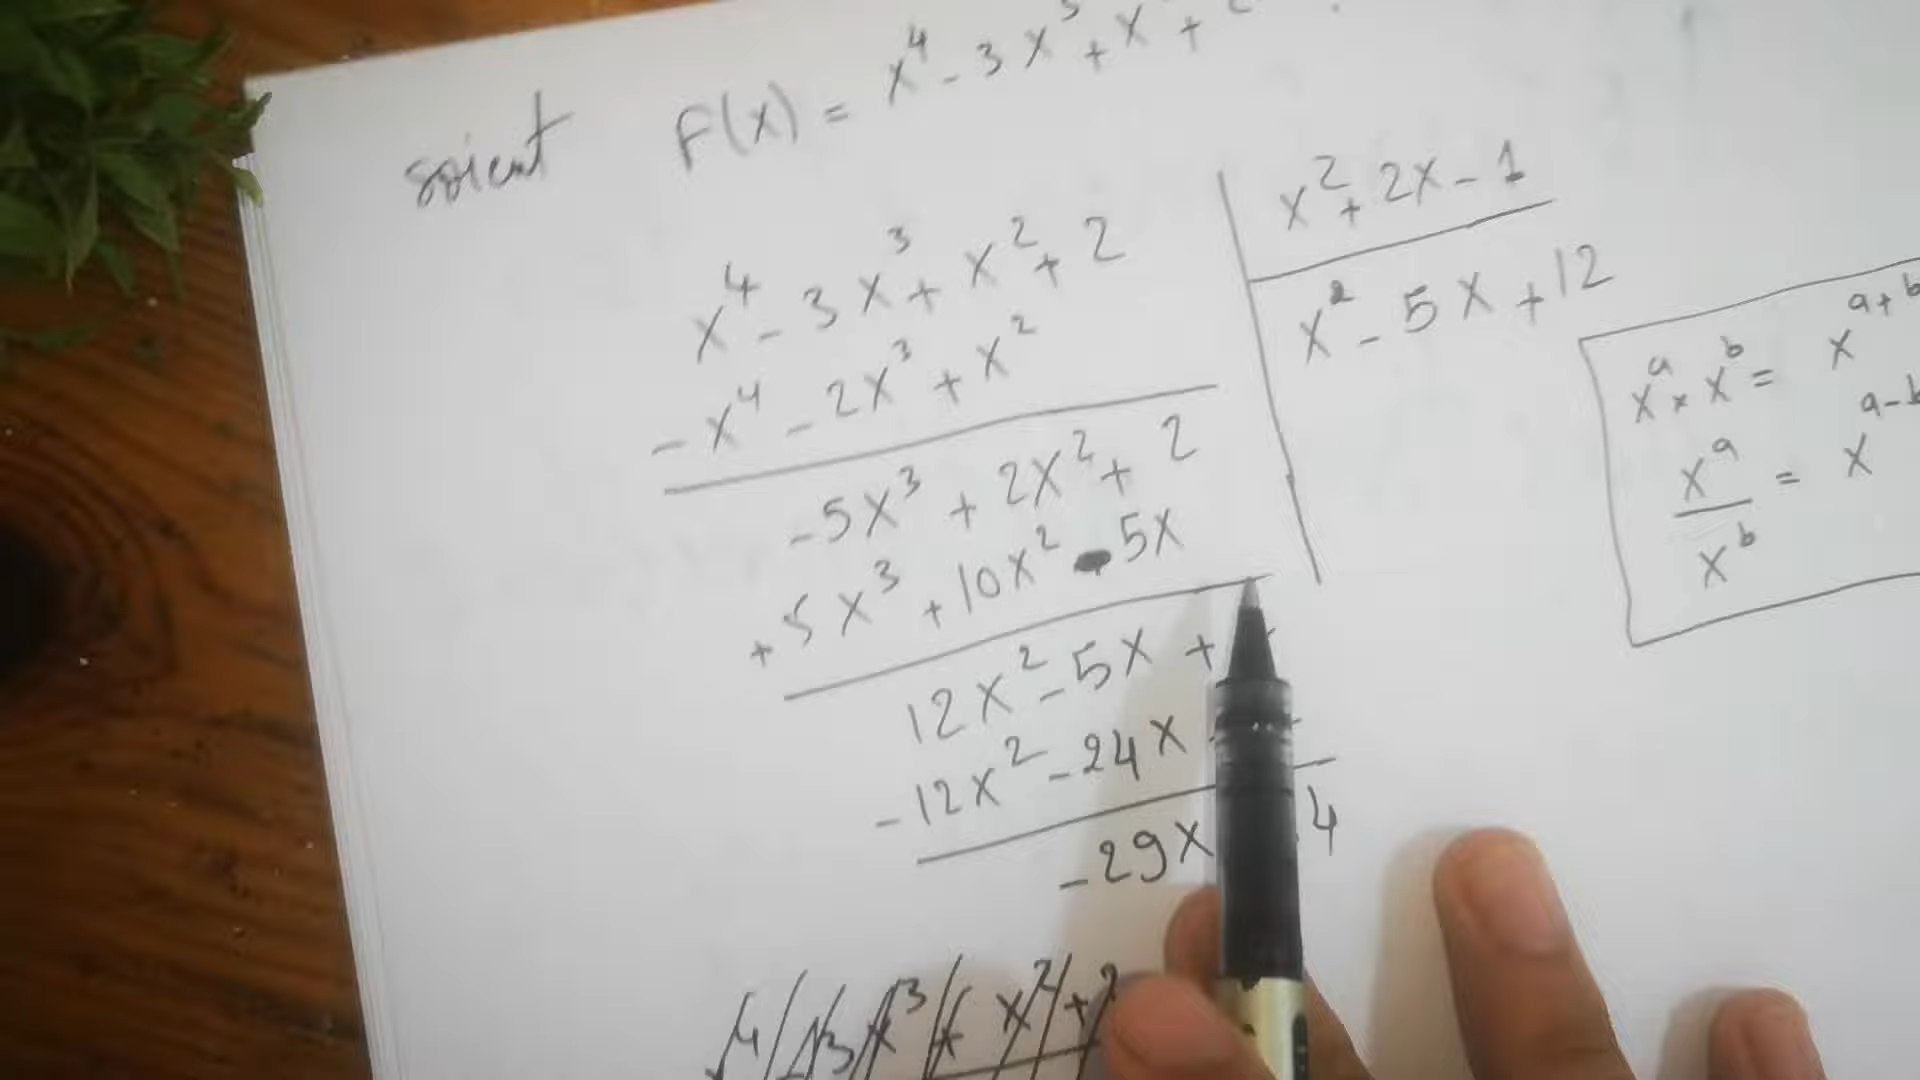 soient F(x) = x⁴ - 3x³ + x +
x⁴ - 3x³ + x² + 2
x² + 2x - 1
- x⁴ - 2x³ + x²
x² - 5x + 12
-5x³ + 2x² + 2
+5x³ + 10x² - 5x
12x² - 5x +
-12x² - 24x
-29x 4
xᵃ × xᵇ = xᵃ⁺ᵇ
xᵃ / xᵇ = xᵃ⁻ᵇ